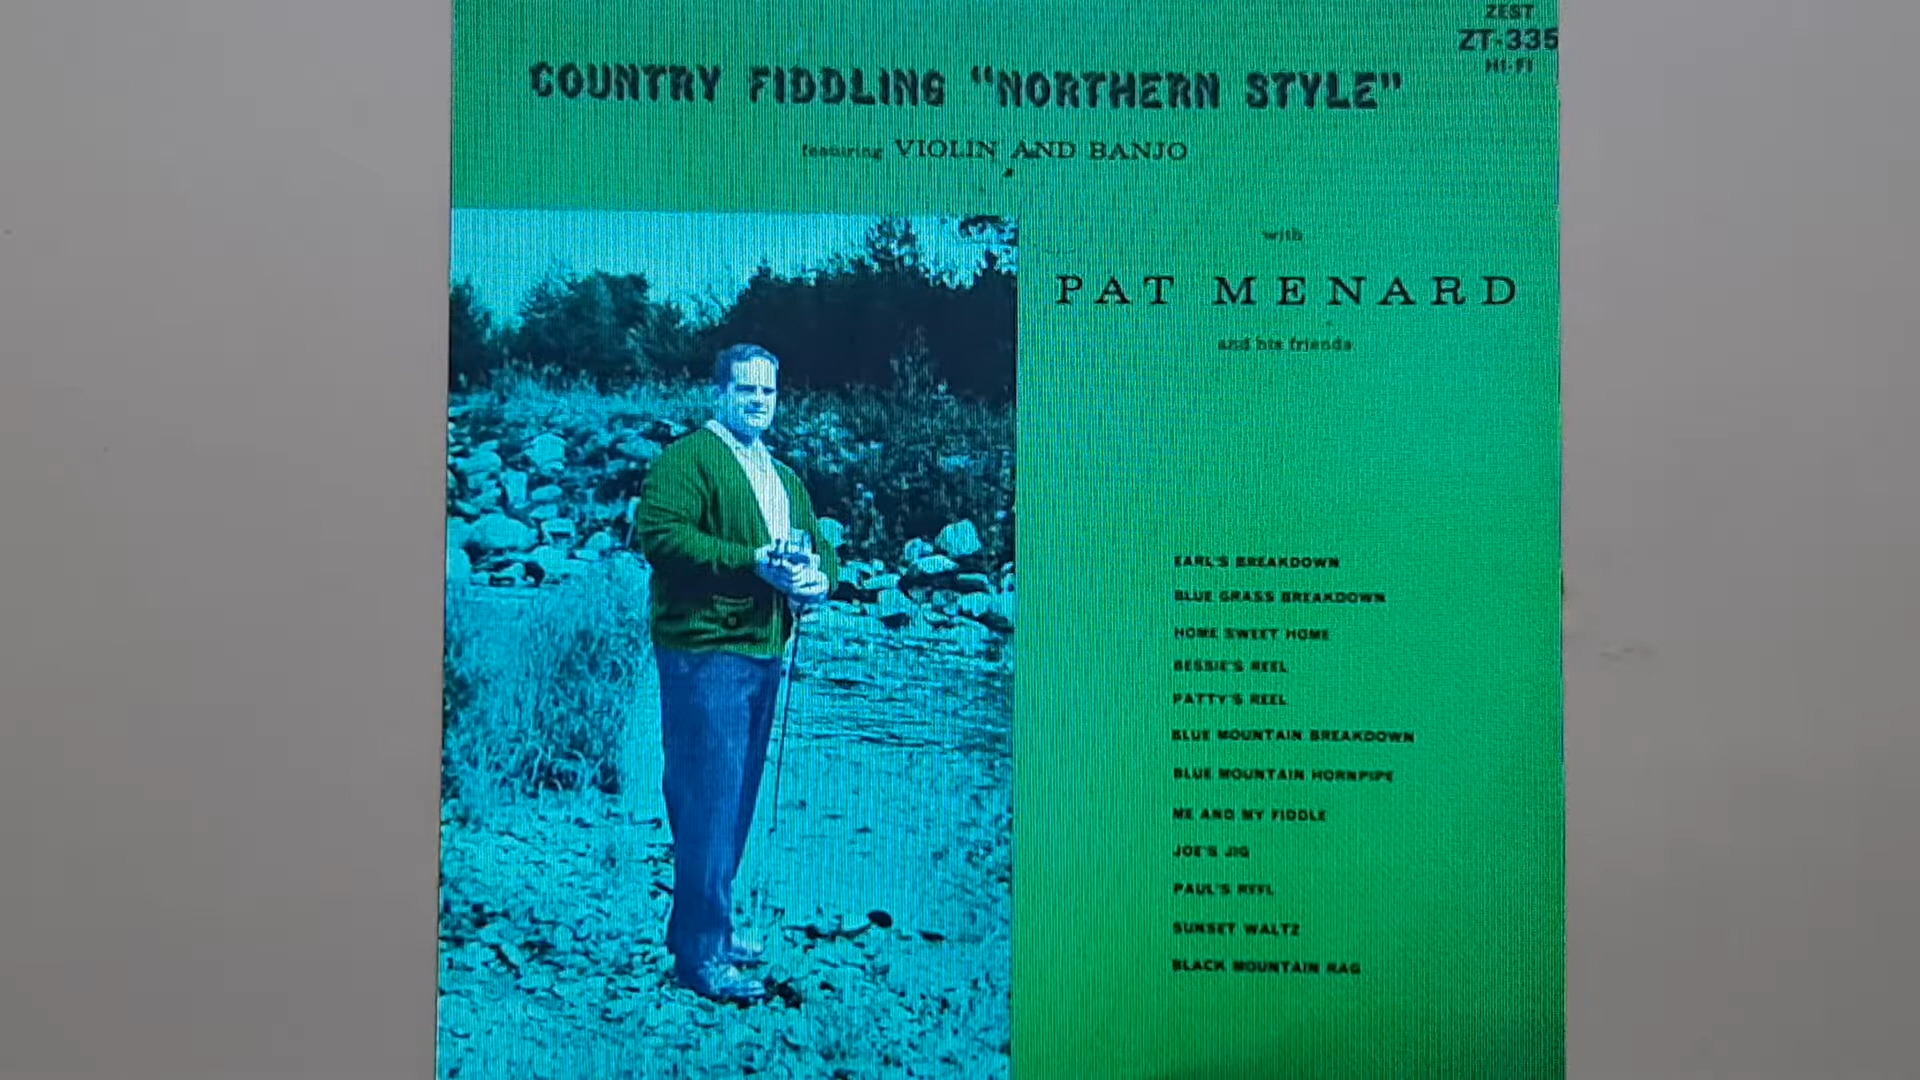 ZEST
ZT-335
HI-FI
COUNTRY FIDDLING "NORTHERN STYLE"
featuring VIOLIN AND BANJO
with
PAT MENARD
and his friends
EARL'S BREAKDOWN
BLUE GRASS BREAKDOWN
HOME SWEET HOME
BESSIE'S REEL
PATTY'S REEL
BLUE MOUNTAIN BREAKDOWN
BLUE MOUNTAIN HORNPIPE
ME AND MY FIDDLE
JOE'S JIG
PAUL'S REEL
SUNSET WALTZ
BLACK MOUNTAIN RAG